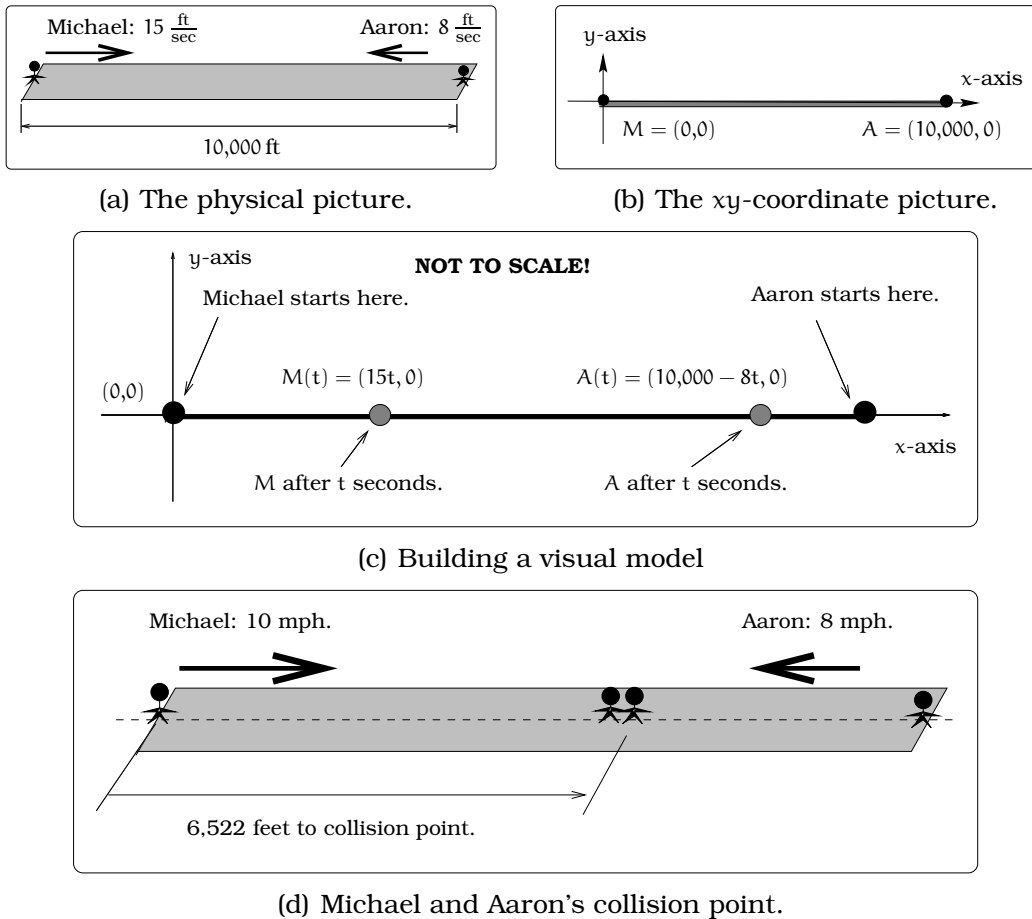 Michael: 15 ft/sec
Aaron: 8 ft/sec
10,000 ft
(a) The physical picture.
y-axis
x-axis
M = (0,0)
A = (10,000, 0)
(b) The xy-coordinate picture.
y-axis
NOT TO SCALE!
Michael starts here.
Aaron starts here.
(0,0)
M(t) = (15t, 0)
A(t) = (10,000 − 8t, 0)
x-axis
M after t seconds.
A after t seconds.
(c) Building a visual model
Michael: 10 mph.
Aaron: 8 mph.
6,522 feet to collision point.
(d) Michael and Aaron's collision point.